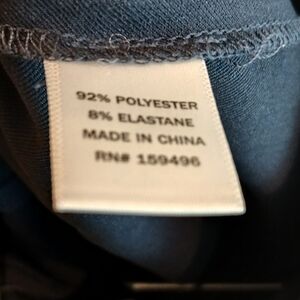 92% POLYESTER
8% ELASTANE
MADE IN CHINA
RN# 159496